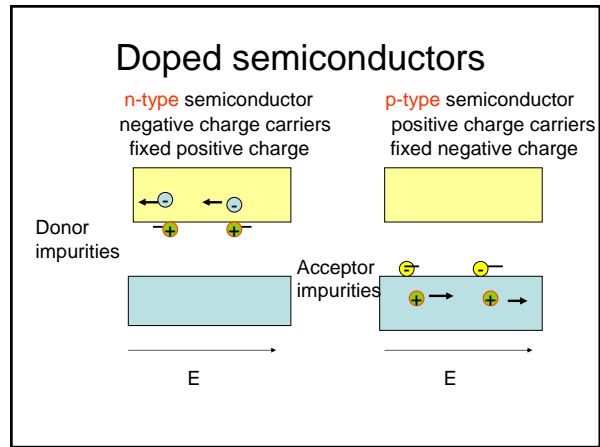 Doped semiconductors
n-type semiconductor
negative charge carriers
fixed positive charge
p-type semiconductor
positive charge carriers
fixed negative charge
- -
+ +
Donor
impurities
Acceptor
impurities
- -
+ +
E
E